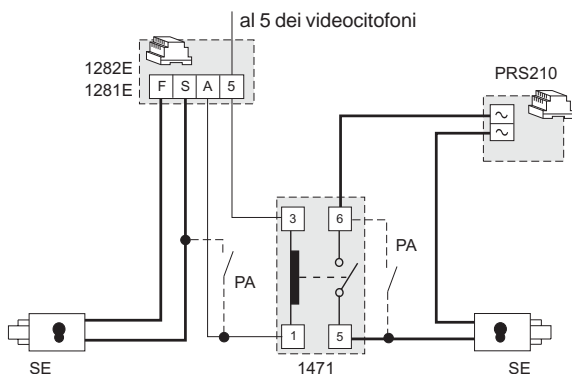 al 5 dei videocitofoni
1282E
1281E
F S A 5
PRS210
~
~
3 6
PA
PA
1 5
SE
1471
SE